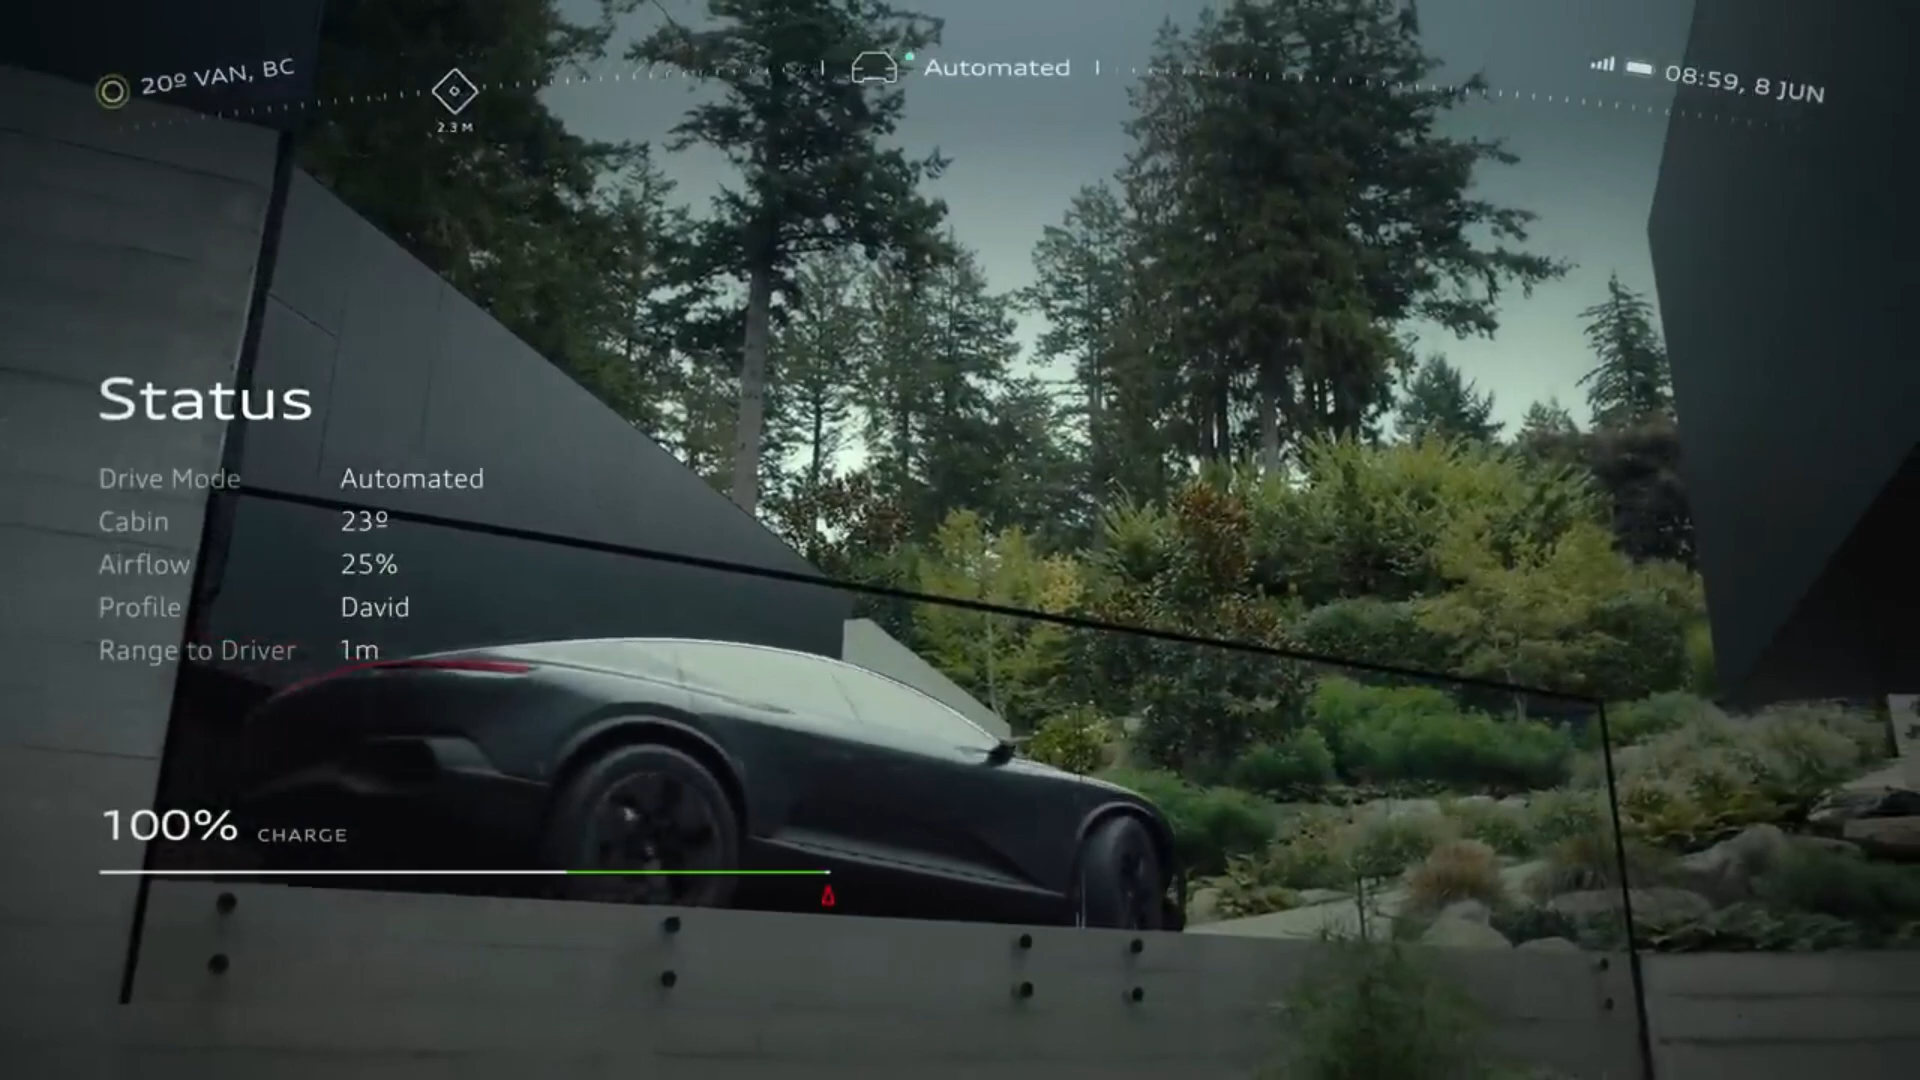 20º VAN, BC
2.3 M
Automated
08:59, 8 JUN
Status
Drive Mode Automated
Cabin 23º
Airflow 25%
Profile David
Range to Driver 1m
100% CHARGE